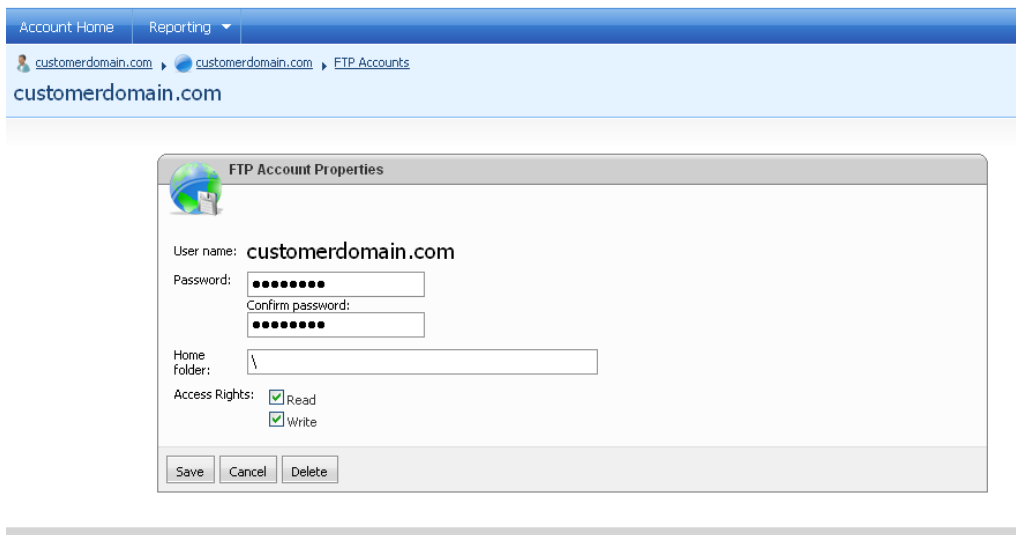 Account Home Reporting
customerdomain.com customerdomain.com FTP Accounts
customerdomain.com
FTP Account Properties
User name: customerdomain.com
Password: ●●●●●●●●
Confirm password:
●●●●●●●●
Home
folder: \
Access Rights: Read
Write
Save Cancel Delete